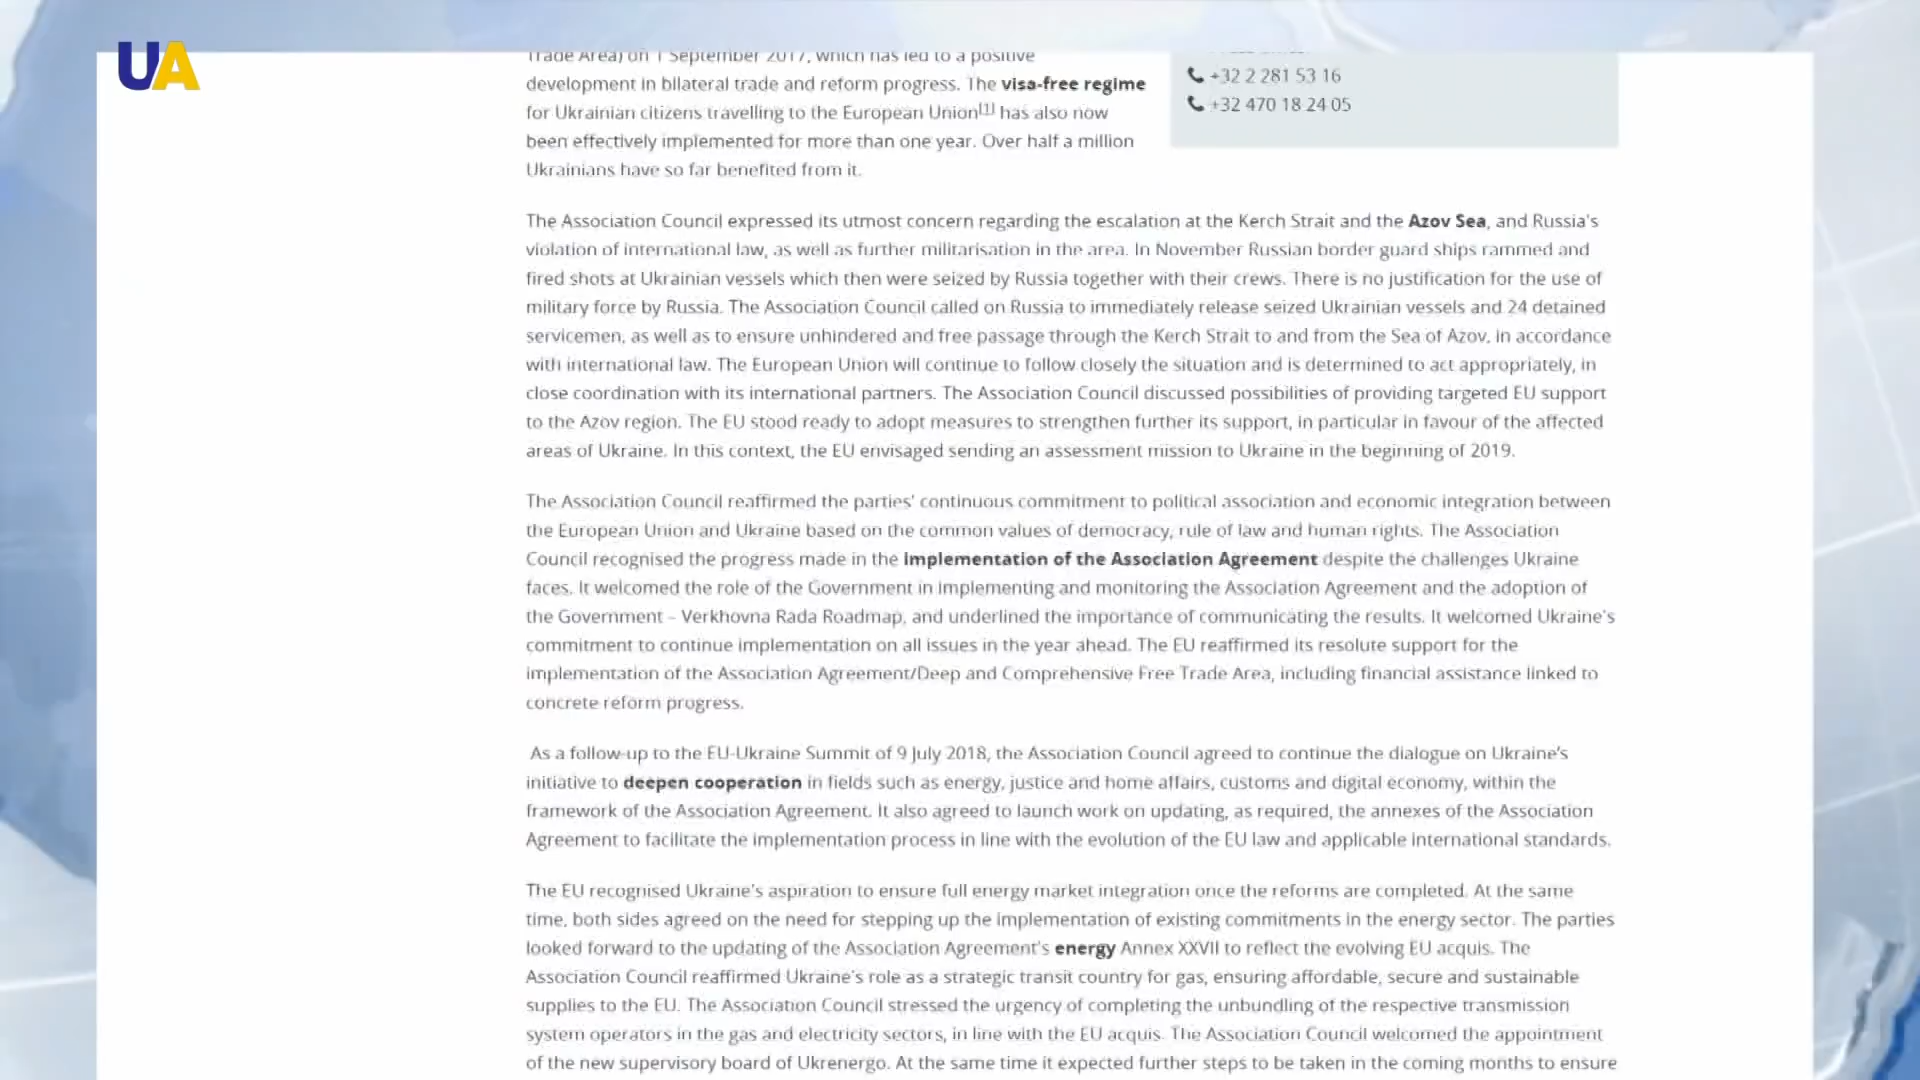 UA
Trade Area) on 1 September 2017, which has led to a positive
development in bilateral trade and reform progress. The visa-free regime
for Ukrainian citizens travelling to the European Union[1] has also now
been effectively implemented for more than one year. Over half a million
Ukrainians have so far benefited from it.
+32 2 281 53 16
+32 470 18 24 05
The Association Council expressed its utmost concern regarding the escalation at the Kerch Strait and the Azov Sea, and Russia's
violation of international law, as well as further militarisation in the area. In November Russian border guard ships rammed and
fired shots at Ukrainian vessels which then were seized by Russia together with their crews. There is no justification for the use of
military force by Russia. The Association Council called on Russia to immediately release seized Ukrainian vessels and 24 detained
servicemen, as well as to ensure unhindered and free passage through the Kerch Strait to and from the Sea of Azov, in accordance
with international law. The European Union will continue to follow closely the situation and is determined to act appropriately, in
close coordination with its international partners. The Association Council discussed possibilities of providing targeted EU support
to the Azov region. The EU stood ready to adopt measures to strengthen further its support, in particular in favour of the affected
areas of Ukraine. In this context, the EU envisaged sending an assessment mission to Ukraine in the beginning of 2019.
The Association Council reaffirmed the parties' continuous commitment to political association and economic integration between
the European Union and Ukraine based on the common values of democracy, rule of law and human rights. The Association
Council recognised the progress made in the implementation of the Association Agreement despite the challenges Ukraine
faces. It welcomed the role of the Government in implementing and monitoring the Association Agreement and the adoption of
the Government – Verkhovna Rada Roadmap, and underlined the importance of communicating the results. It welcomed Ukraine's
commitment to continue implementation on all issues in the year ahead. The EU reaffirmed its resolute support for the
implementation of the Association Agreement/Deep and Comprehensive Free Trade Area, including financial assistance linked to
concrete reform progress.
As a follow-up to the EU-Ukraine Summit of 9 July 2018, the Association Council agreed to continue the dialogue on Ukraine's
initiative to deepen cooperation in fields such as energy, justice and home affairs, customs and digital economy, within the
framework of the Association Agreement. It also agreed to launch work on updating, as required, the annexes of the Association
Agreement to facilitate the implementation process in line with the evolution of the EU law and applicable international standards.
The EU recognised Ukraine's aspiration to ensure full energy market integration once the reforms are completed. At the same
time, both sides agreed on the need for stepping up the implementation of existing commitments in the energy sector. The parties
looked forward to the updating of the Association Agreement's energy Annex XXVII to reflect the evolving EU acquis. The
Association Council reaffirmed Ukraine's role as a strategic transit country for gas, ensuring affordable, secure and sustainable
supplies to the EU. The Association Council stressed the urgency of completing the unbundling of the respective transmission
system operators in the gas and electricity sectors, in line with the EU acquis. The Association Council welcomed the appointment
of the new supervisory board of Ukrenergo. At the same time it expected further steps to be taken in the coming months to ensure